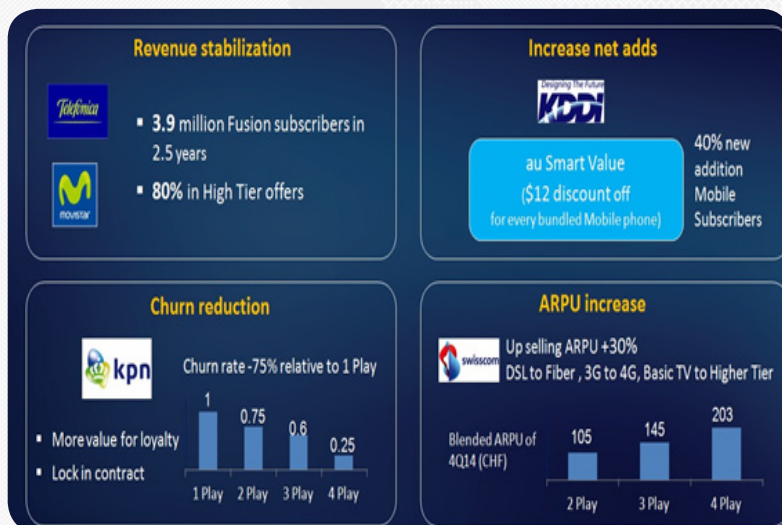 Revenue stabilization
Telefónica
movistar
▪ 3.9 million Fusion subscribers in
2.5 years
▪ 80% in High Tier offers
Increase net adds
Designing The Future
KDDI
au Smart Value
($12 discount off
for every bundled Mobile phone)
40% new
addition
Mobile
Subscribers
Churn reduction
kpn
Churn rate -75% relative to 1 Play
▪ More value for loyalty
▪ Lock in contract
1
0.75
0.6
0.25
1 Play 2 Play 3 Play 4 Play
ARPU increase
swisscom
Up selling ARPU +30%
DSL to Fiber , 3G to 4G, Basic TV to Higher Tier
Blended ARPU of
4Q14 (CHF)
105
145
203
2 Play 3 Play 4 Play